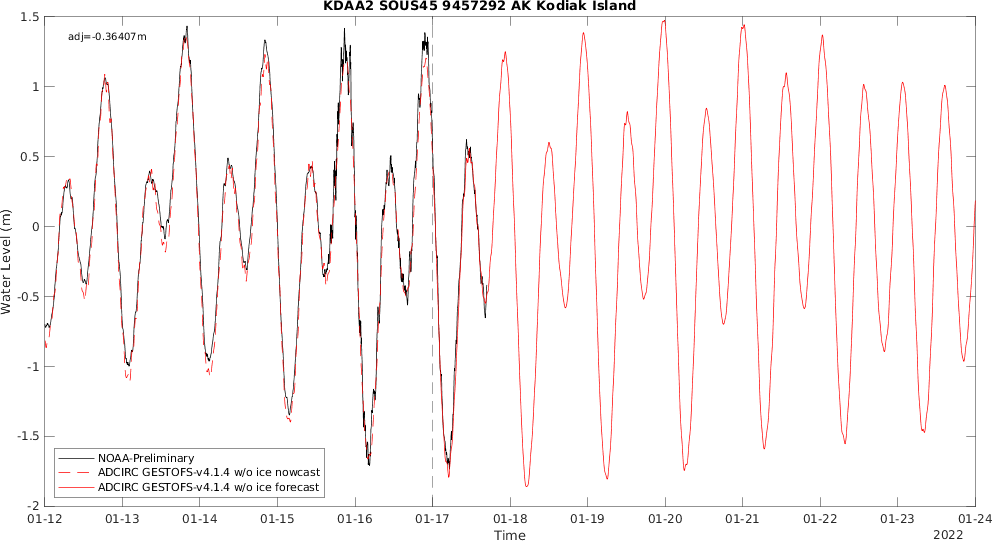 KDAA2 SOUS45 9457292 AK Kodiak Island
adj=-0.36407m
Water Level (m)
1.5
1
0.5
0
-0.5
-1
-1.5
-2
NOAA-Preliminary
ADCIRC GESTOFS-v4.1.4 w/o ice nowcast
ADCIRC GESTOFS-v4.1.4 w/o ice forecast
01-12 01-13 01-14 01-15 01-16 01-17 01-18 01-19 01-20 01-21 01-22 01-23 01-24
Time
2022